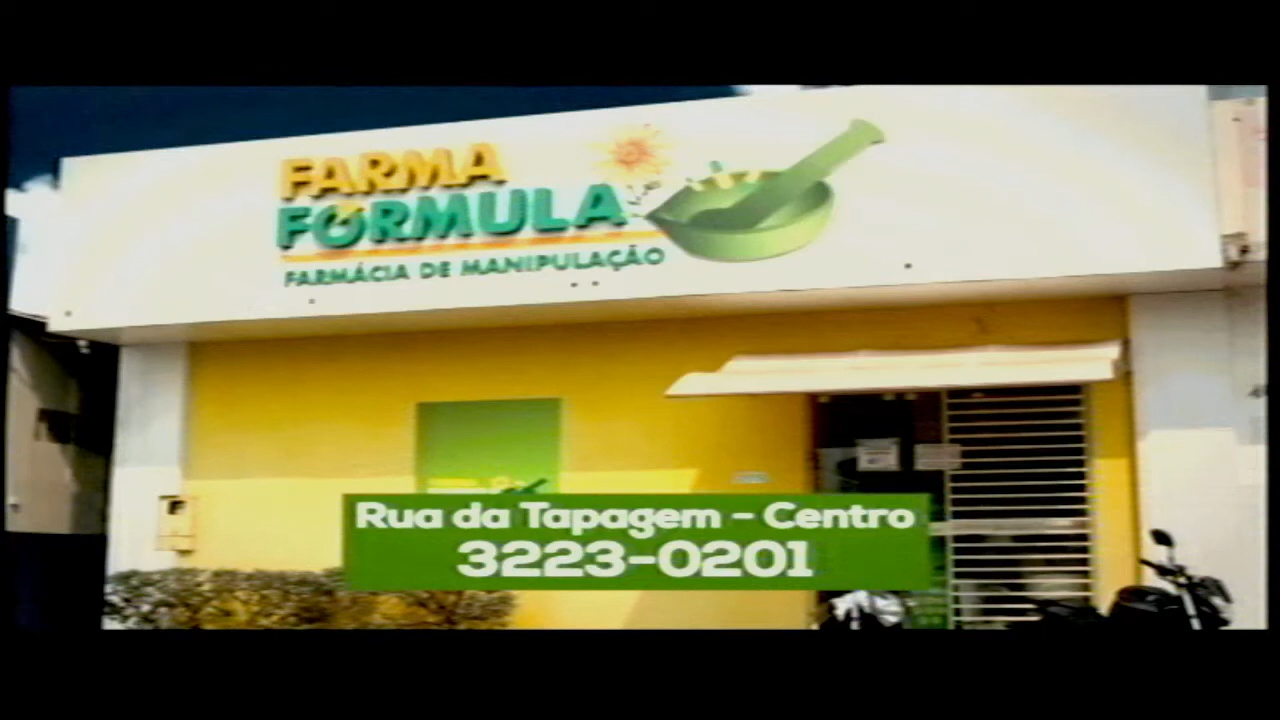 FARMA
FÓRMULA
FARMÁCIA DE MANIPULAÇÃO
Rua da Tapagem - Centro
3223-0201